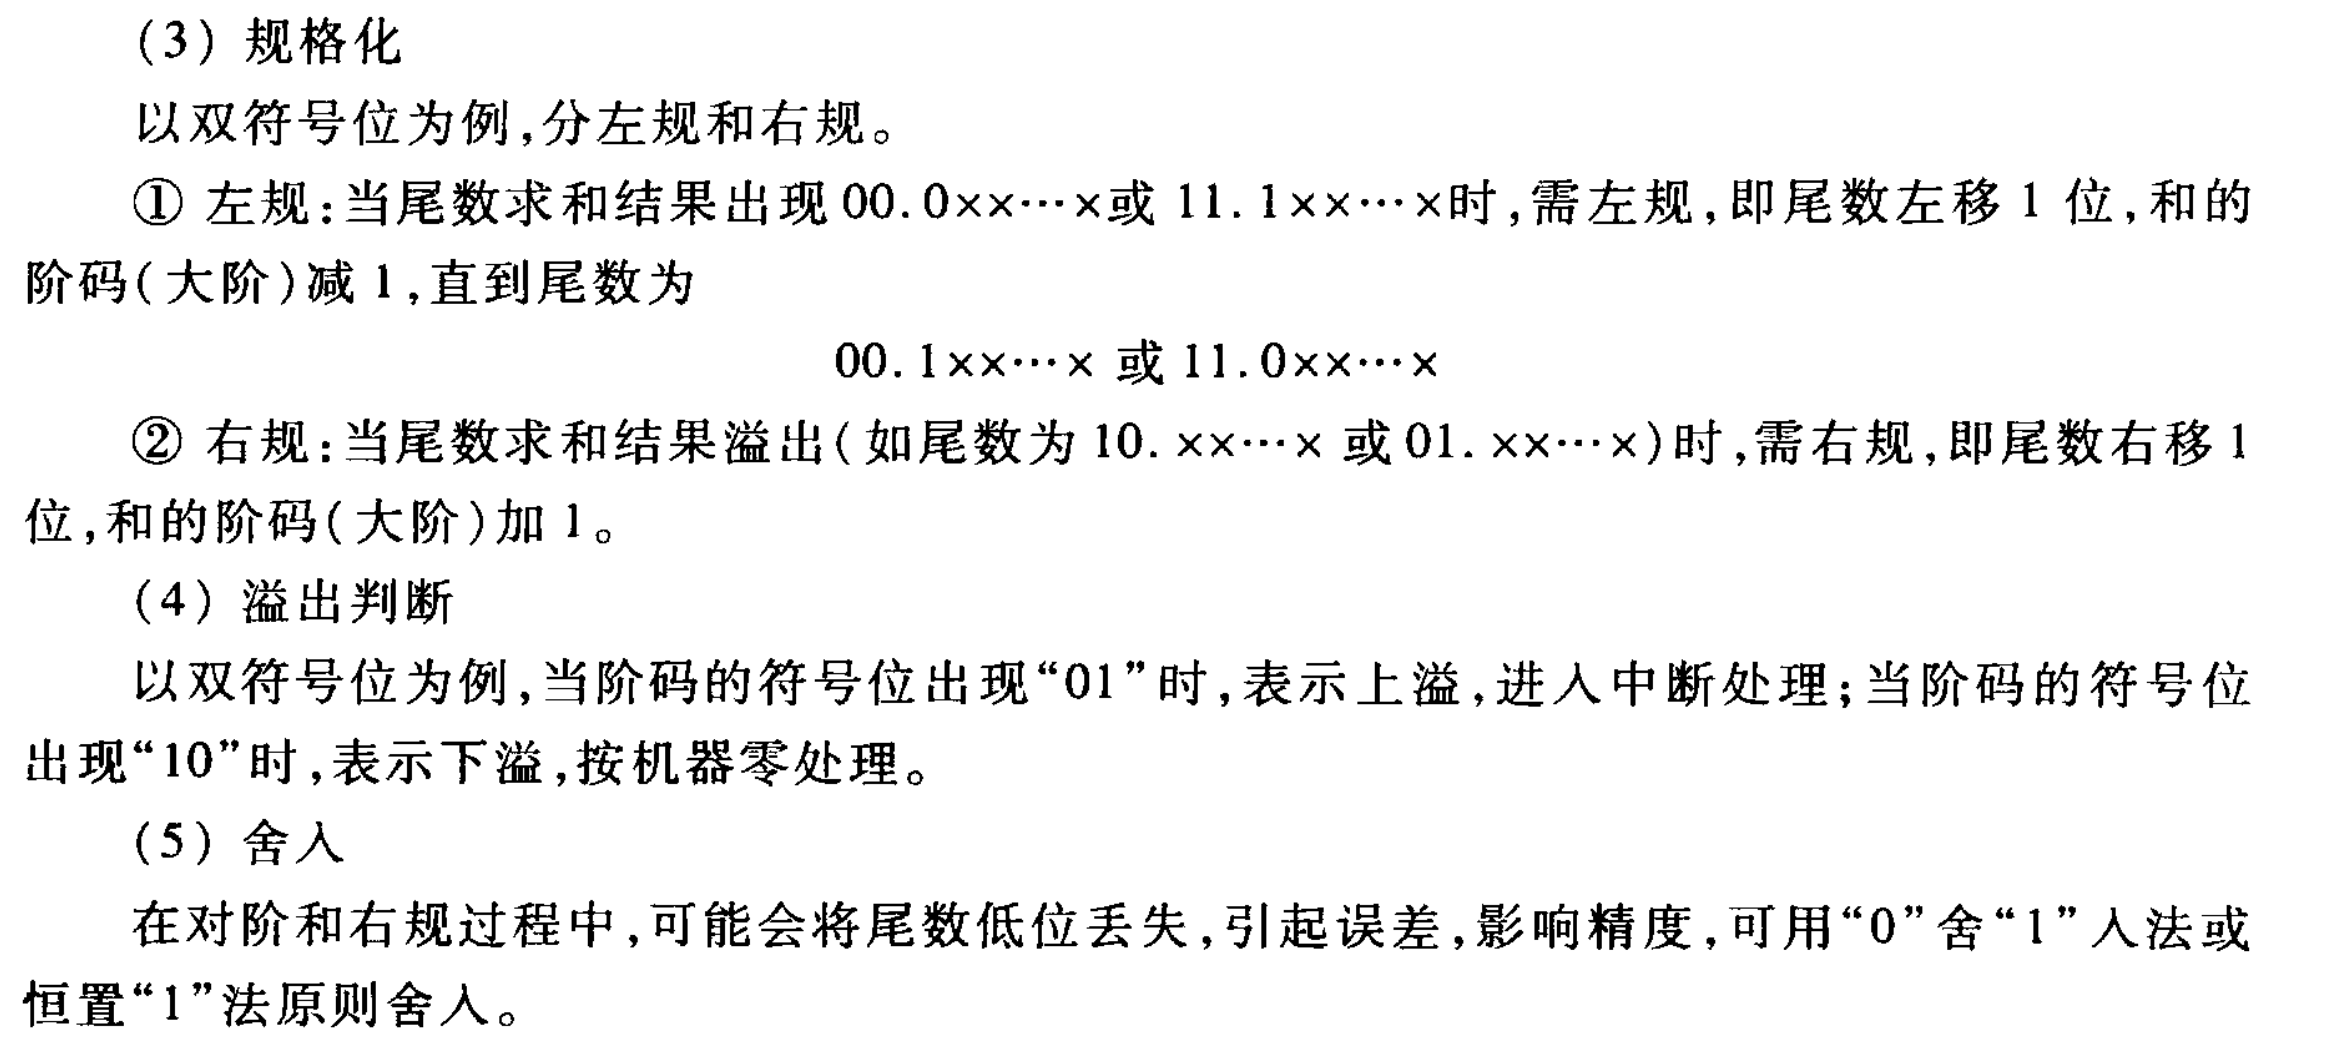 (3) 规格化
以双符号位为例,分左规和右规。
① 左规:当尾数求和结果出现 00.0××…×或 11.1××…×时,需左规,即尾数左移 1 位,和的
阶码(大阶)减 1,直到尾数为
00.1××…× 或 11.0××…×
② 右规:当尾数求和结果溢出(如尾数为 10.××…× 或 01.××…×)时,需右规,即尾数右移 1
位,和的阶码(大阶)加 1。
(4) 溢出判断
以双符号位为例,当阶码的符号位出现“01”时,表示上溢,进入中断处理;当阶码的符号位
出现“10”时,表示下溢,按机器零处理。
(5) 舍入
在对阶和右规过程中,可能会将尾数低位丢失,引起误差,影响精度,可用“0”舍“1”入法或
恒置“1”法原则舍入。